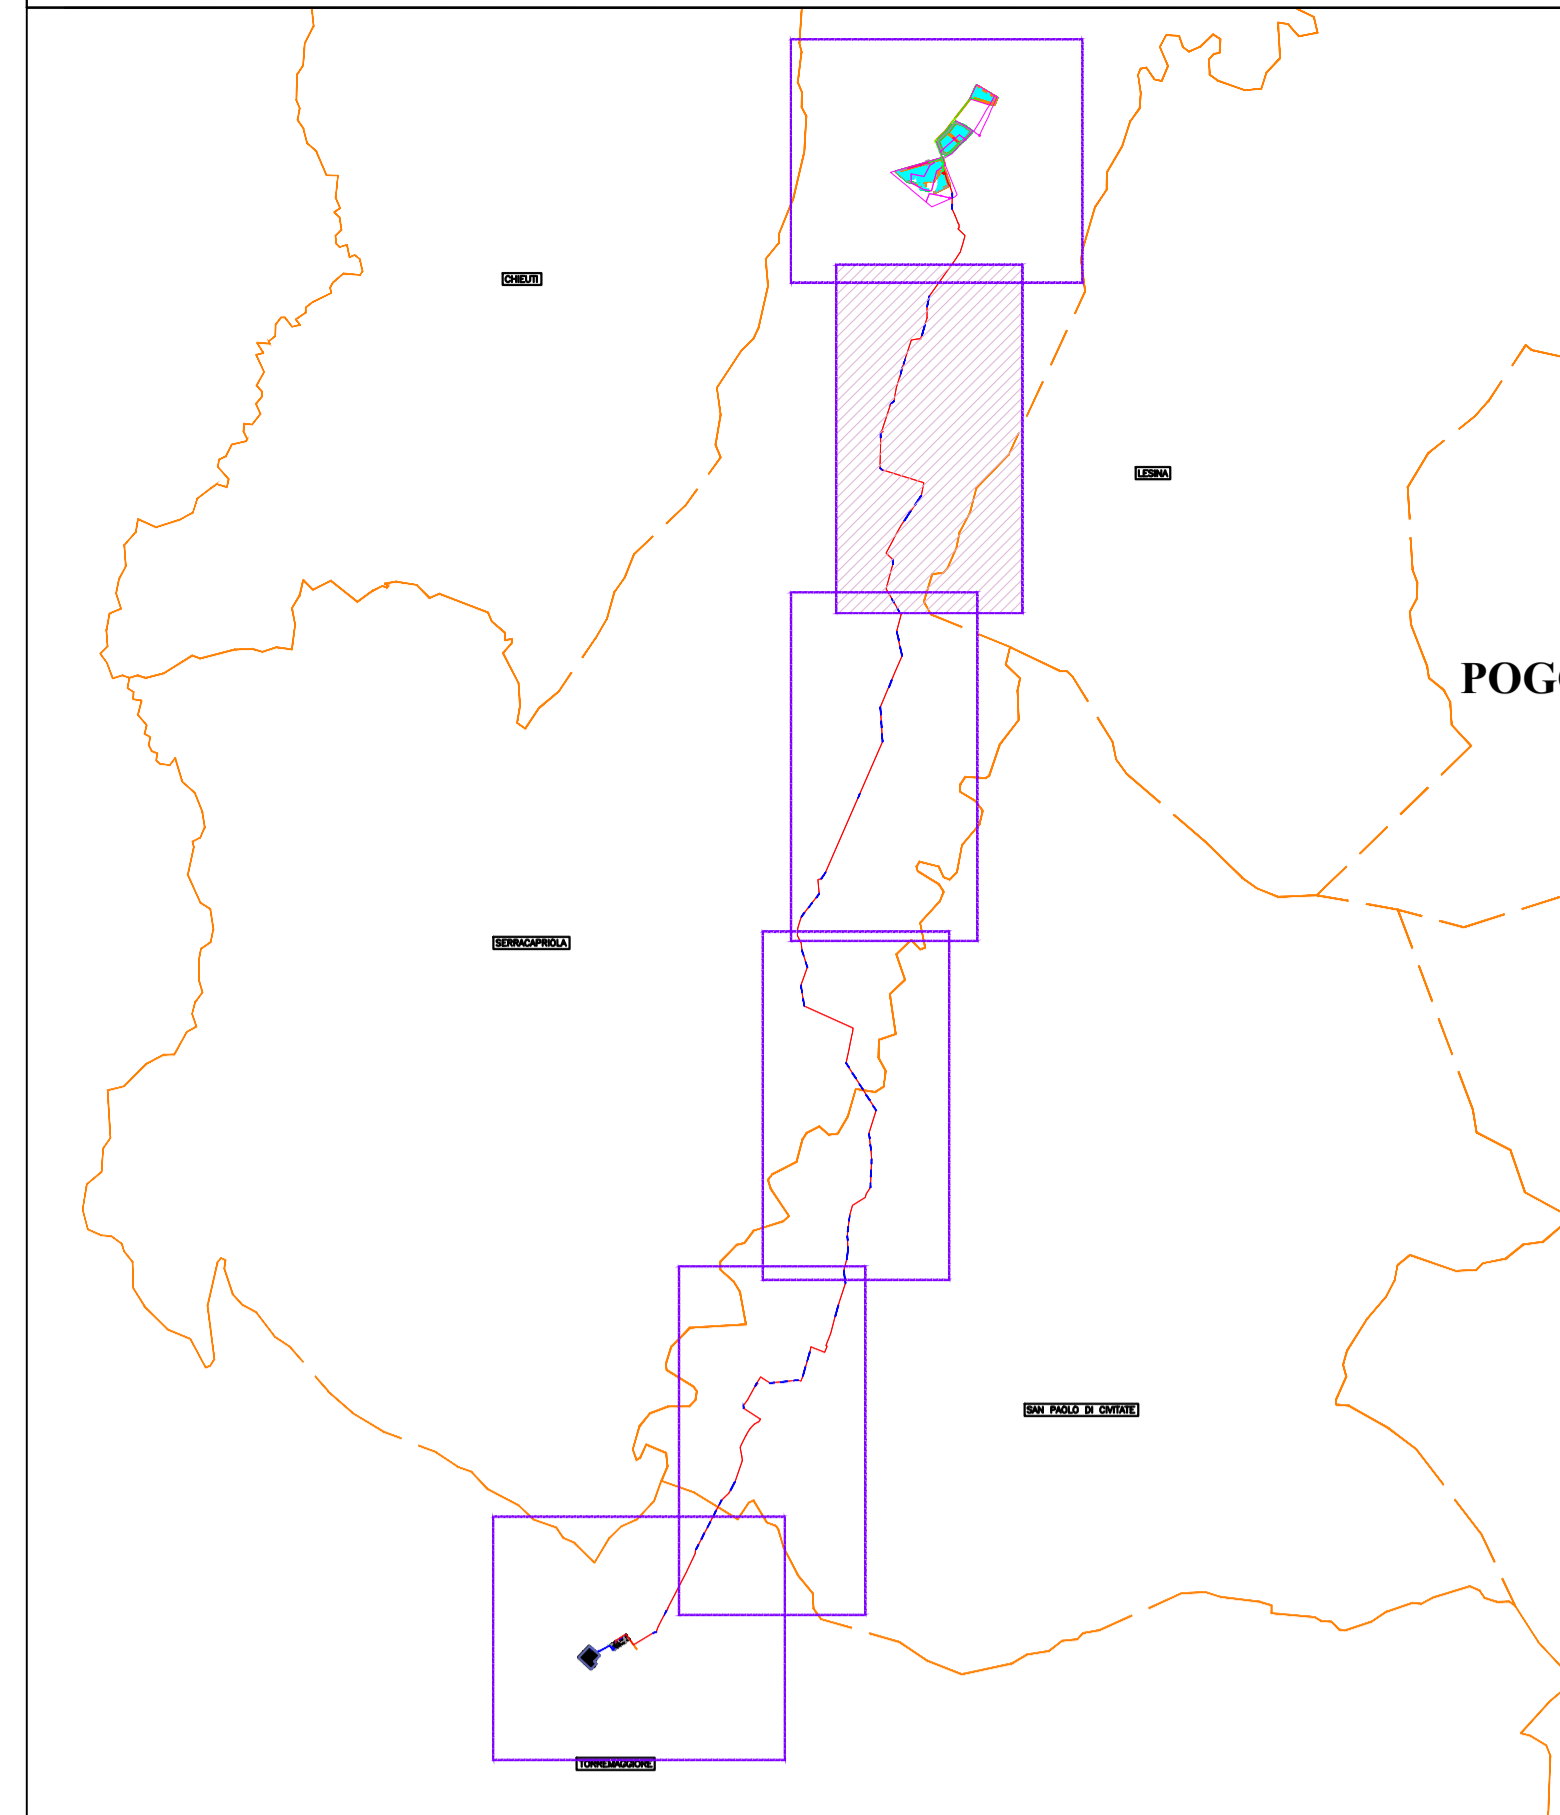 CHIEUTI
LESINA
POG
SERRACAPRIOLA
SAN PAOLO DI CIVITATE
TORREMAGGIORE